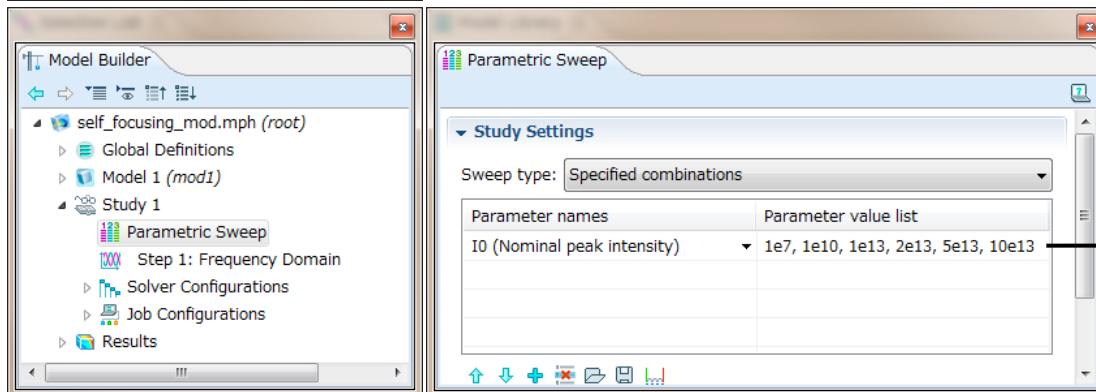 Model Builder
self_focusing_mod.mph (root)
Global Definitions
Model 1 (mod1)
Study 1
Parametric Sweep
Step 1: Frequency Domain
Solver Configurations
Job Configurations
Results
Parametric Sweep
Study Settings
Sweep type: Specified combinations
Parameter names Parameter value list
I0 (Nominal peak intensity) 1e7, 1e10, 1e13, 2e13, 5e13, 10e13